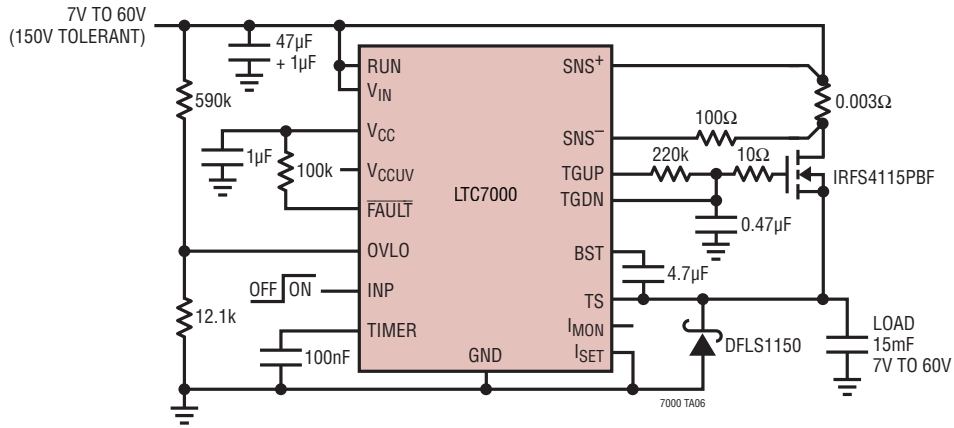 7V TO 60V
(150V TOLERANT)
47µF
+ 1µF
590k
RUN
VIN
SNS+
0.003Ω
VCC
1µF
100k
VCCUV
FAULT
LTC7000
SNS−
100Ω
TGUP
220k
10Ω
IRFS4115PBF
TGDN
0.47µF
OVLO
BST
4.7µF
OFF ON
INP
TS
12.1k
TIMER
100nF
IMON
ISET
GND
DFLS1150
LOAD
15mF
7V TO 60V
7000 TA06